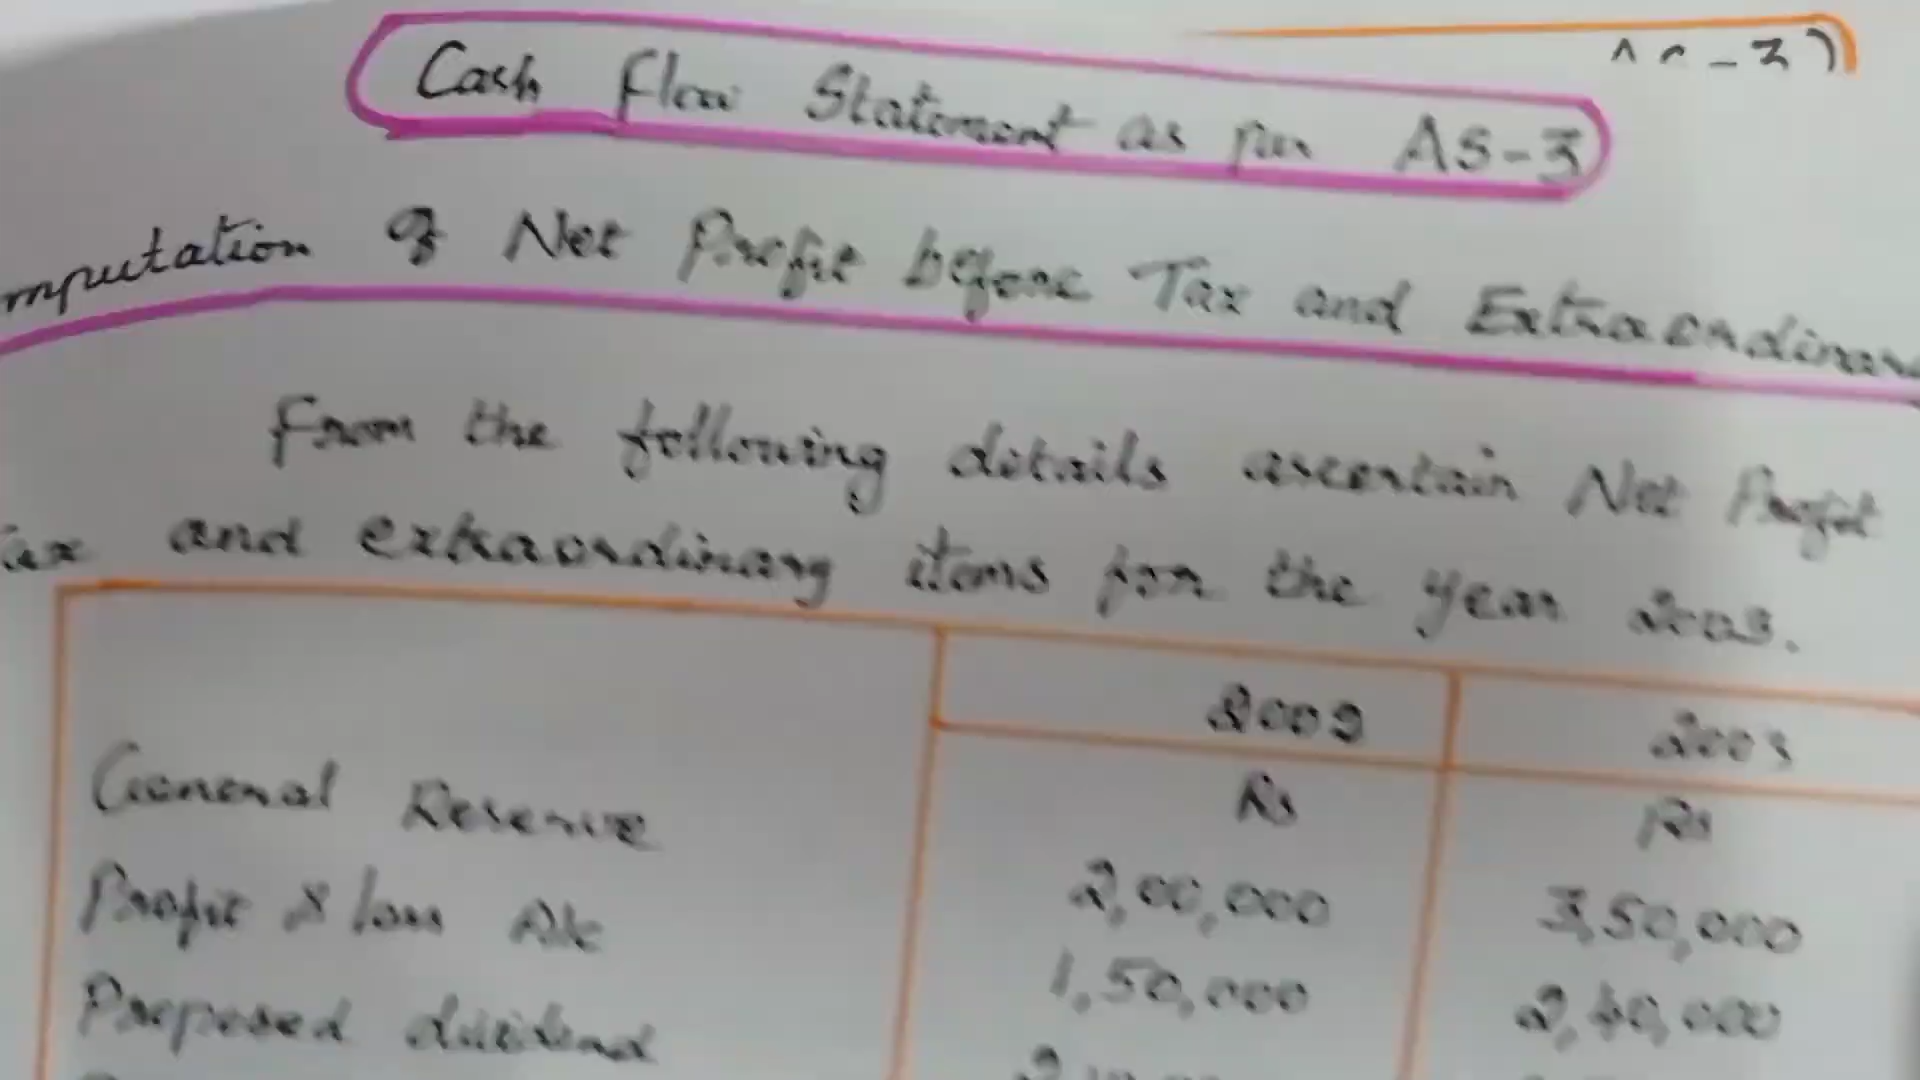 Cash Flow Statement as per AS-3
mputation of Net Profit before Tax and Extraordinar
From the following details ascertain Net Profit
ax and extraordinary items for the year 2003.
2002 2003
Rs Rs
General Reserve 2,00,000 3,50,000
Profit & loss A/c 1,50,000 2,40,000
Proposed dividend